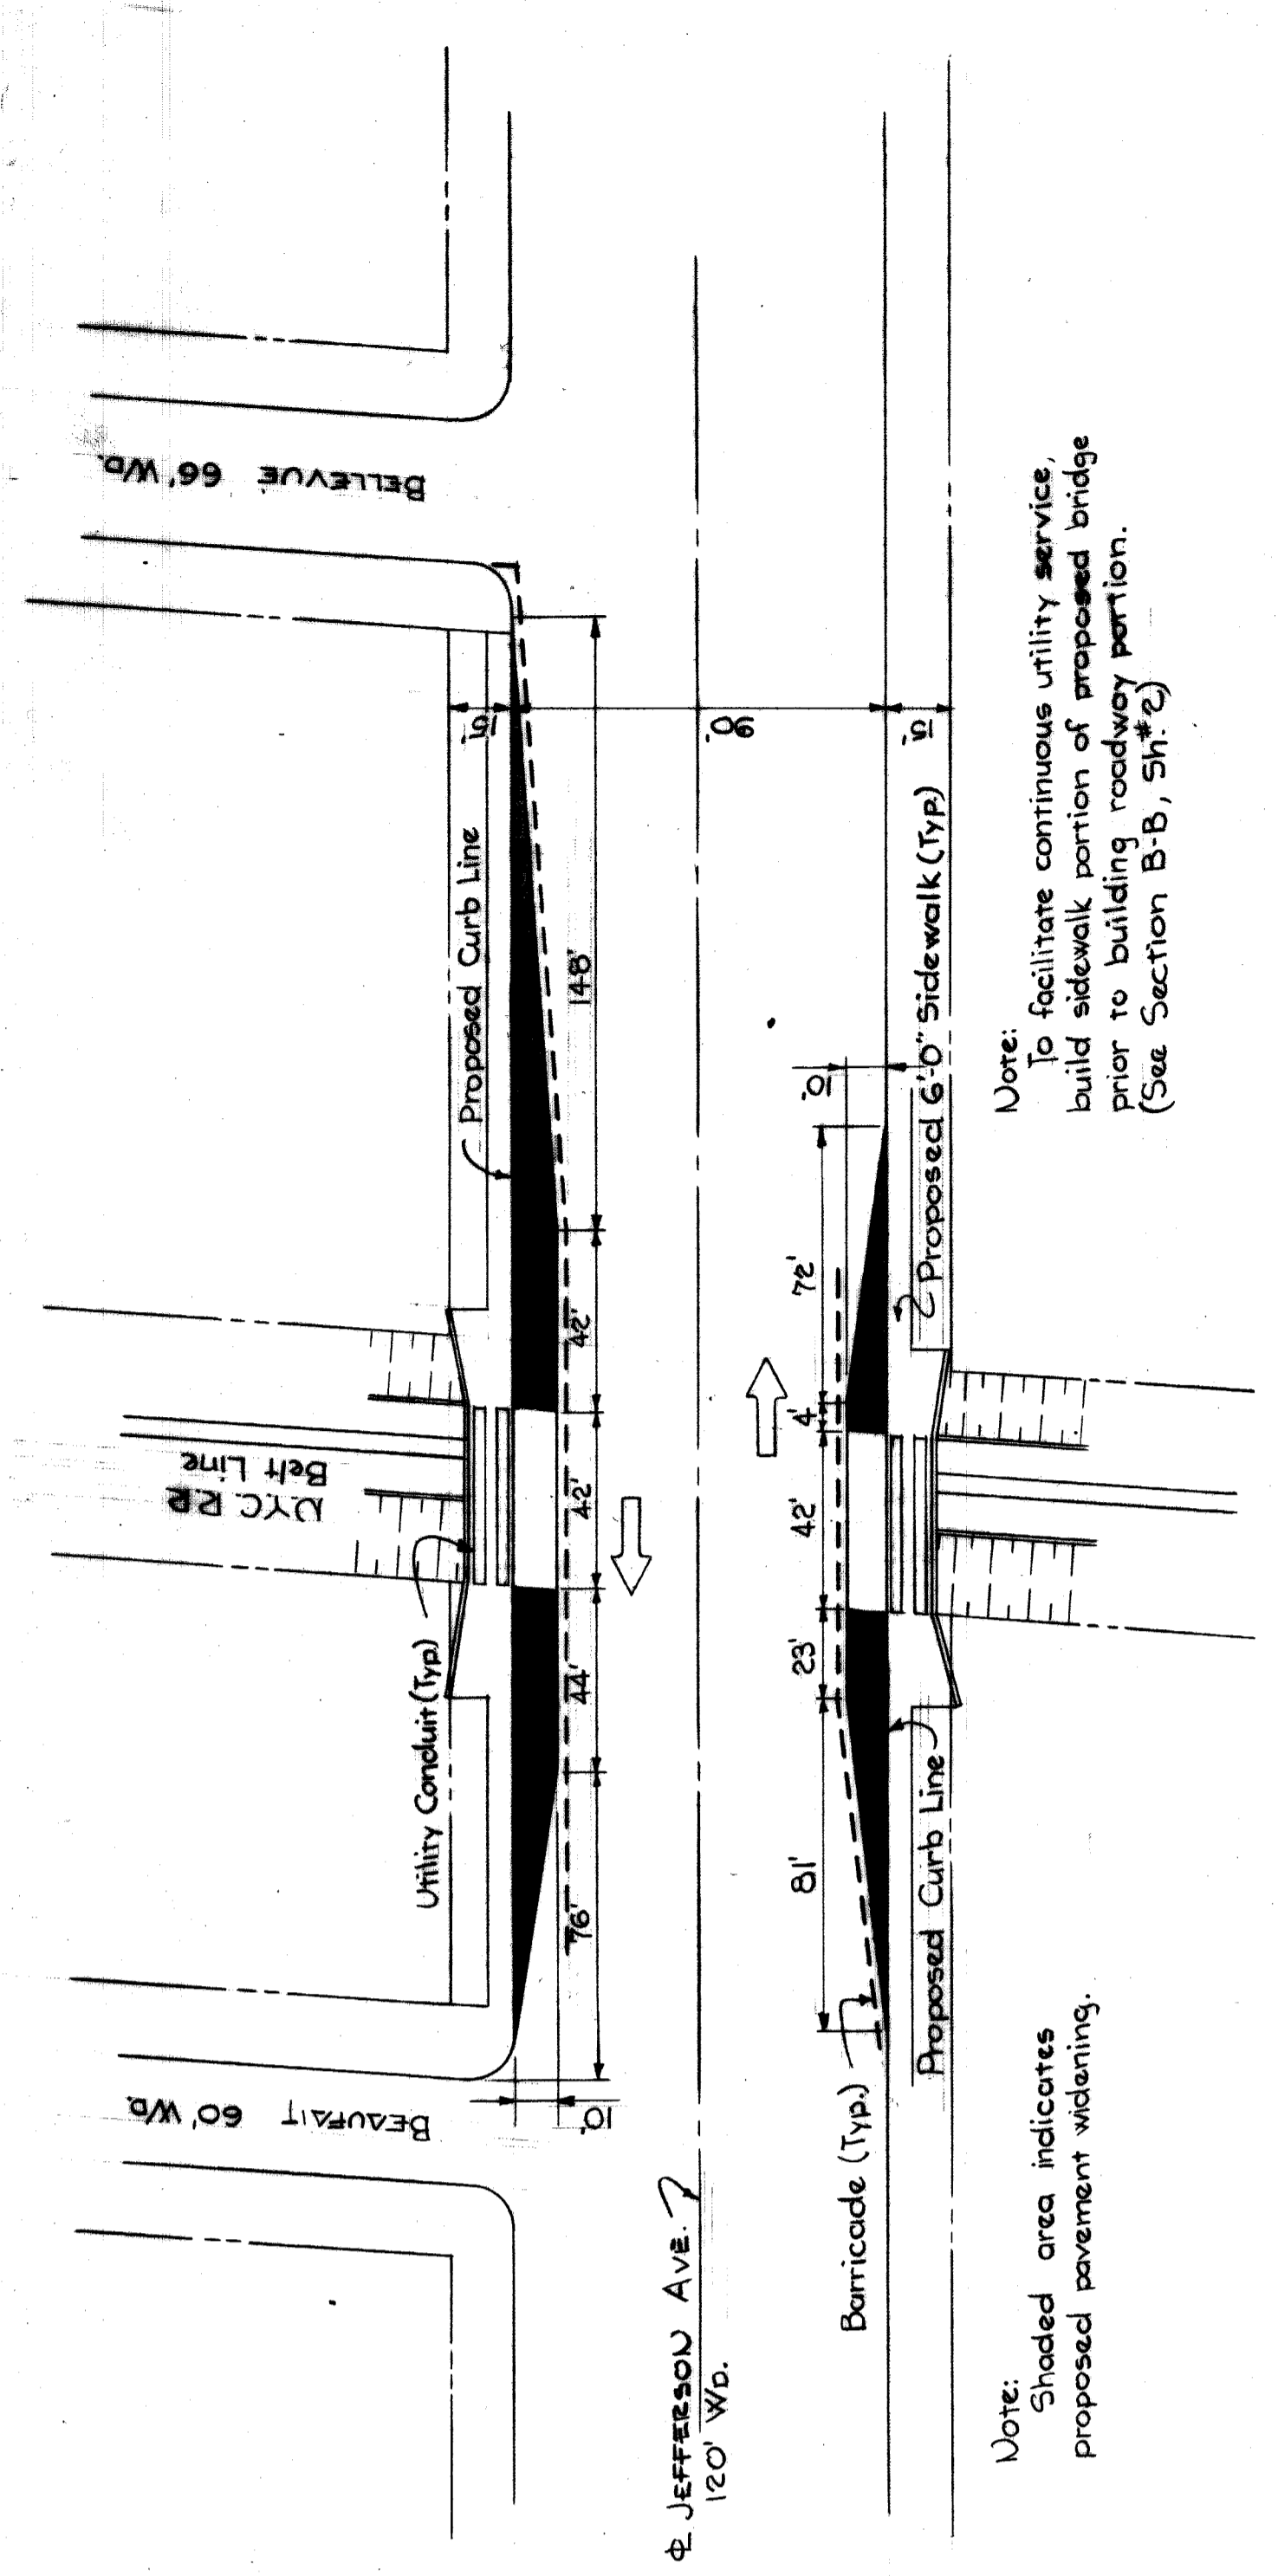 BEAUFAIT 60' WD.
BELLEVUE 66' WD.
N.Y.C. R.R.
Belt Line
Utility Conduit (Typ.)
Proposed Curb Line
15'
76'
44'
42'
42'
148'
10'
90'
℄ JEFFERSON AVE.
120' WD.
81'
23'
42'
4'
72'
10'
15'
Barricade (Typ.)
Proposed Curb Line
Proposed 6'-0" Sidewalk (Typ.)
Note:
Shaded area indicates
proposed pavement widening.
Note:
To facilitate continuous utility service,
build sidewalk portion of proposed bridge
prior to building roadway portion.
(See Section B-B, Sh.#2)